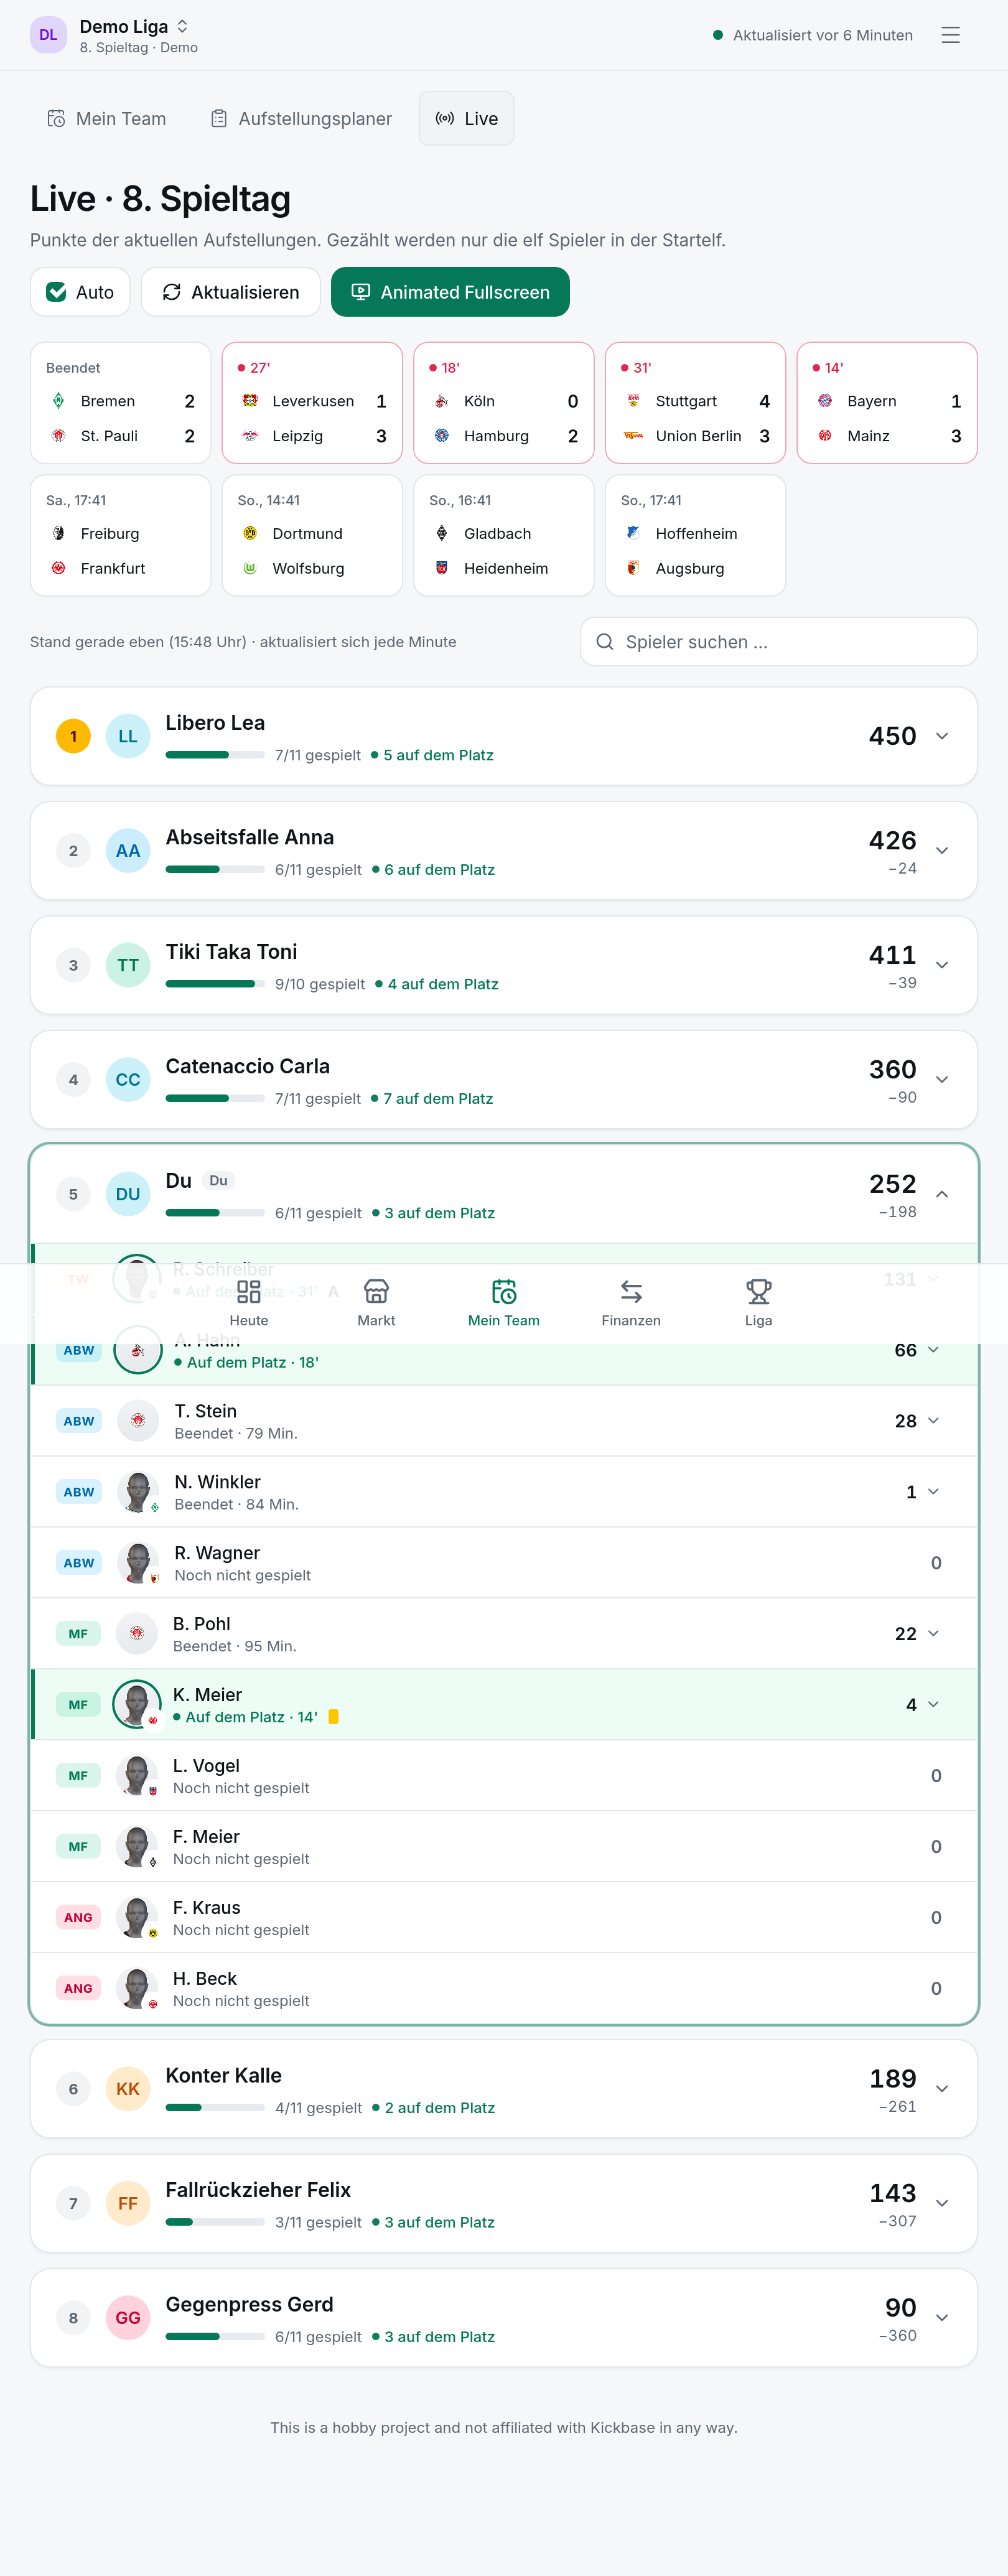 DL
Demo Liga
8. Spieltag · Demo
Aktualisiert vor 6 Minuten
Mein Team
Aufstellungsplaner
Live
Live · 8. Spieltag
Punkte der aktuellen Aufstellungen. Gezählt werden nur die elf Spieler in der Startelf.
Auto
Aktualisieren
Animated Fullscreen
Beendet
Bremen 2
St. Pauli 2
27'
Leverkusen 1
Leipzig 3
18'
Köln 0
Hamburg 2
31'
Stuttgart 4
Union Berlin 3
14'
Bayern 1
Mainz 3
Sa., 17:41
Freiburg
Frankfurt
So., 14:41
Dortmund
Wolfsburg
So., 16:41
Gladbach
Heidenheim
So., 17:41
Hoffenheim
Augsburg
Stand gerade eben (15:48 Uhr) · aktualisiert sich jede Minute
Spieler suchen ...
1 LL Libero Lea 450
7/11 gespielt 5 auf dem Platz
2 AA Abseitsfalle Anna 426
6/11 gespielt 6 auf dem Platz −24
3 TT Tiki Taka Toni 411
9/10 gespielt 4 auf dem Platz −39
4 CC Catenaccio Carla 360
7/11 gespielt 7 auf dem Platz −90
5 DU Du Du 252
6/11 gespielt 3 auf dem Platz −198
TW R. Schreiber 131
Auf dem Platz · 31' A
Heute
Markt
Mein Team
Finanzen
Liga
ABW A. Hahn 66
Auf dem Platz · 18'
ABW T. Stein 28
Beendet · 79 Min.
ABW N. Winkler 1
Beendet · 84 Min.
ABW R. Wagner 0
Noch nicht gespielt
MF B. Pohl 22
Beendet · 95 Min.
MF K. Meier 4
Auf dem Platz · 14'
MF L. Vogel 0
Noch nicht gespielt
MF F. Meier 0
Noch nicht gespielt
ANG F. Kraus 0
Noch nicht gespielt
ANG H. Beck 0
Noch nicht gespielt
6 KK Konter Kalle 189
4/11 gespielt 2 auf dem Platz −261
7 FF Fallrückzieher Felix 143
3/11 gespielt 3 auf dem Platz −307
8 GG Gegenpress Gerd 90
6/11 gespielt 3 auf dem Platz −360
This is a hobby project and not affiliated with Kickbase in any way.